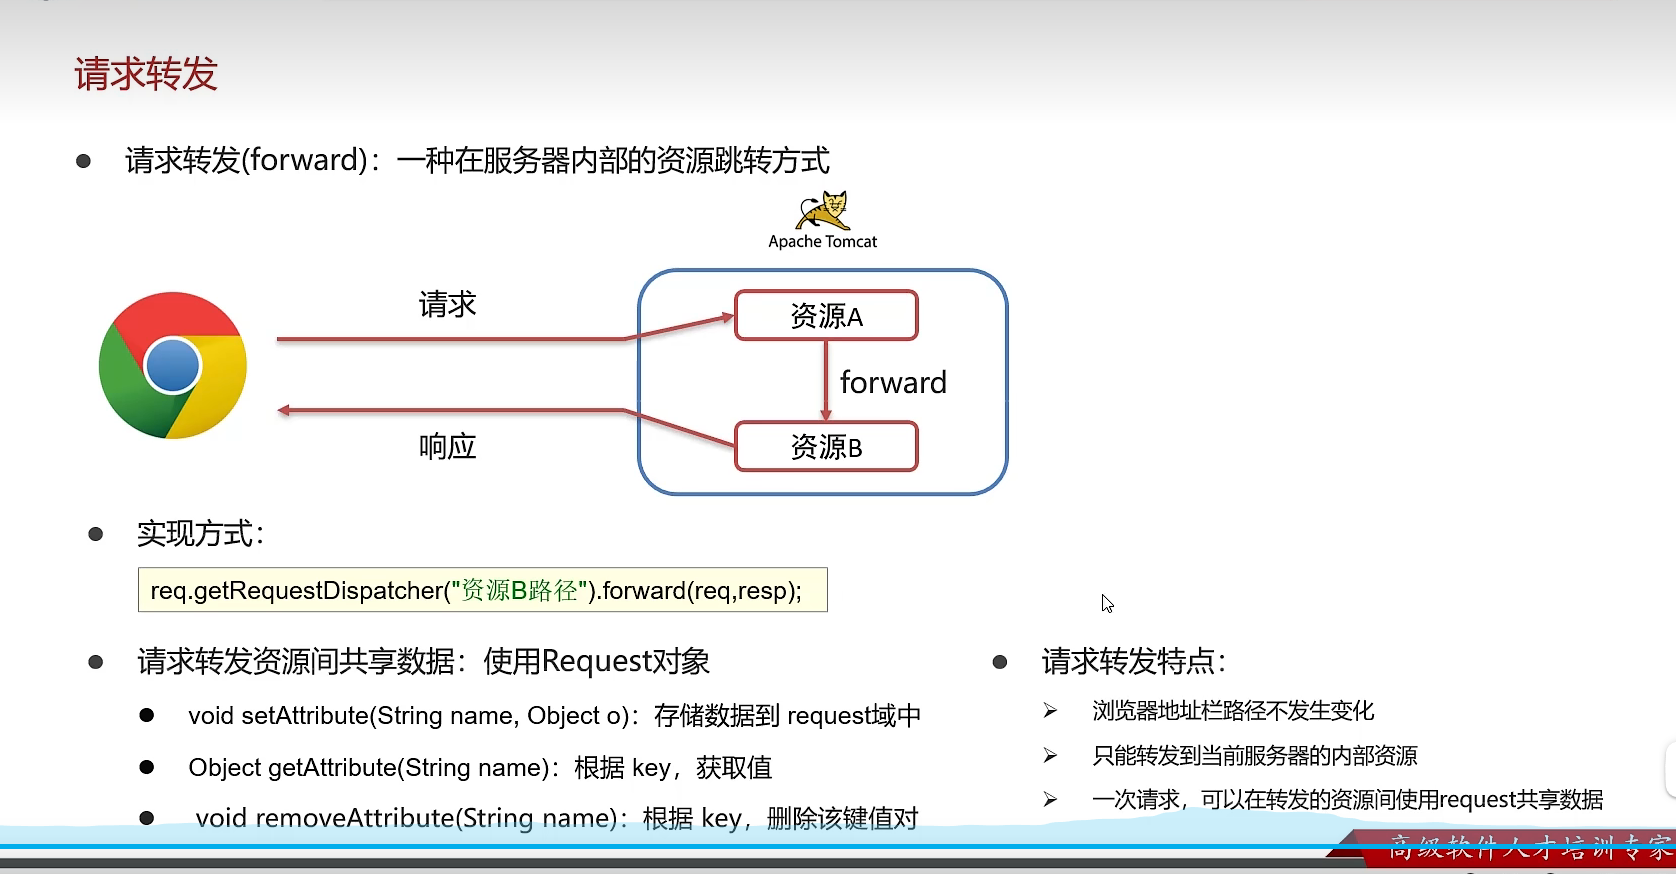 请求转发
请求转发(forward)：一种在服务器内部的资源跳转方式
Apache Tomcat
请求
资源A
forward
资源B
响应
实现方式：
req.getRequestDispatcher("资源B路径").forward(req,resp);
请求转发资源间共享数据：使用Request对象
void setAttribute(String name, Object o)：存储数据到 request域中
Object getAttribute(String name)：根据 key，获取值
void removeAttribute(String name)：根据 key，删除该键值对
请求转发特点：
浏览器地址栏路径不发生变化
只能转发到当前服务器的内部资源
一次请求，可以在转发的资源间使用request共享数据
高级软件人才培训专家